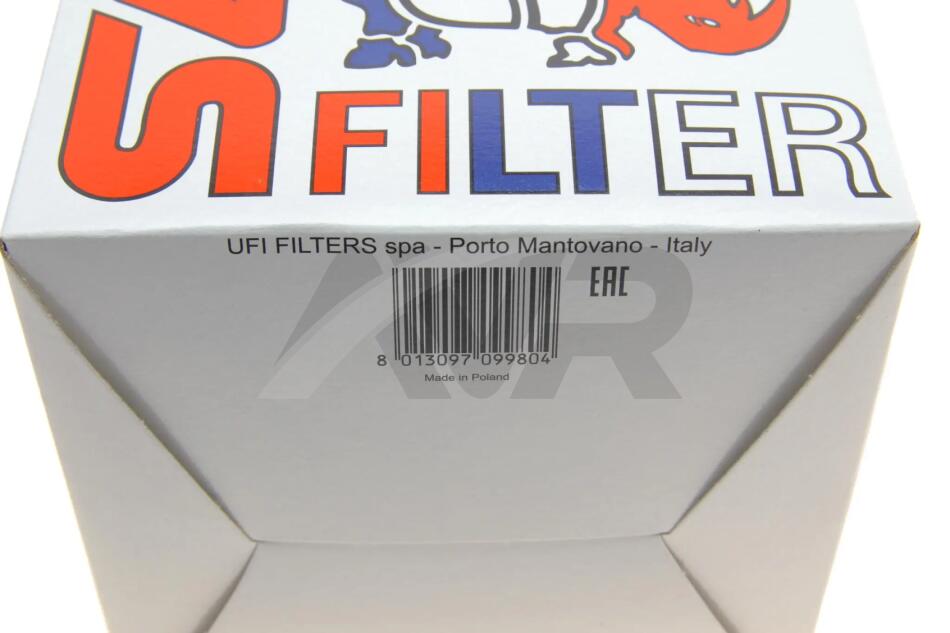 FILTER
UFI FILTERS spa - Porto Mantovano - Italy
EAC
8 013097 099804
Made in Poland